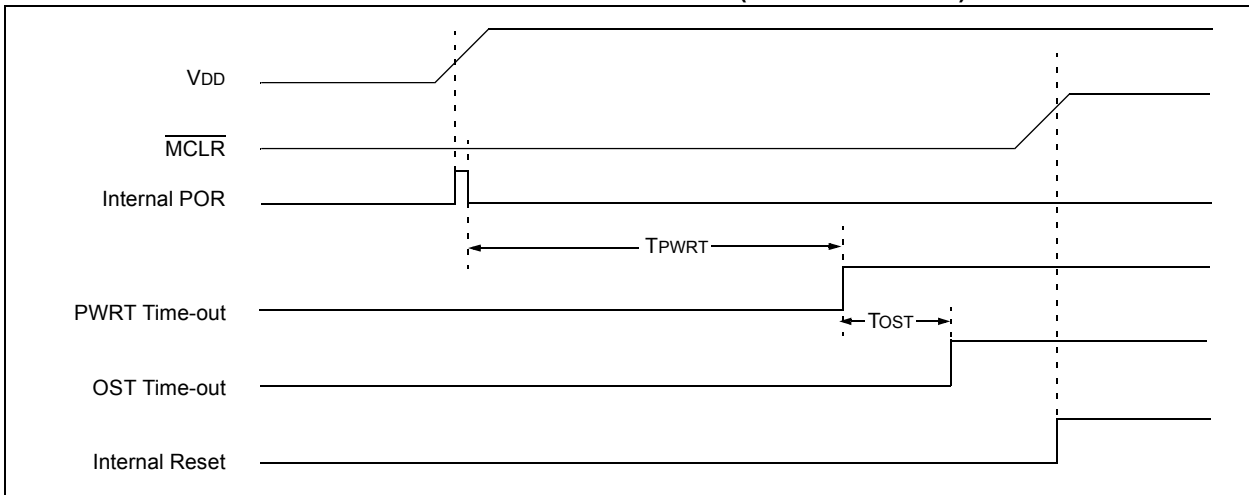 VDD
MCLR
Internal POR
TPWRT
PWRT Time-out
TOST
OST Time-out
Internal Reset